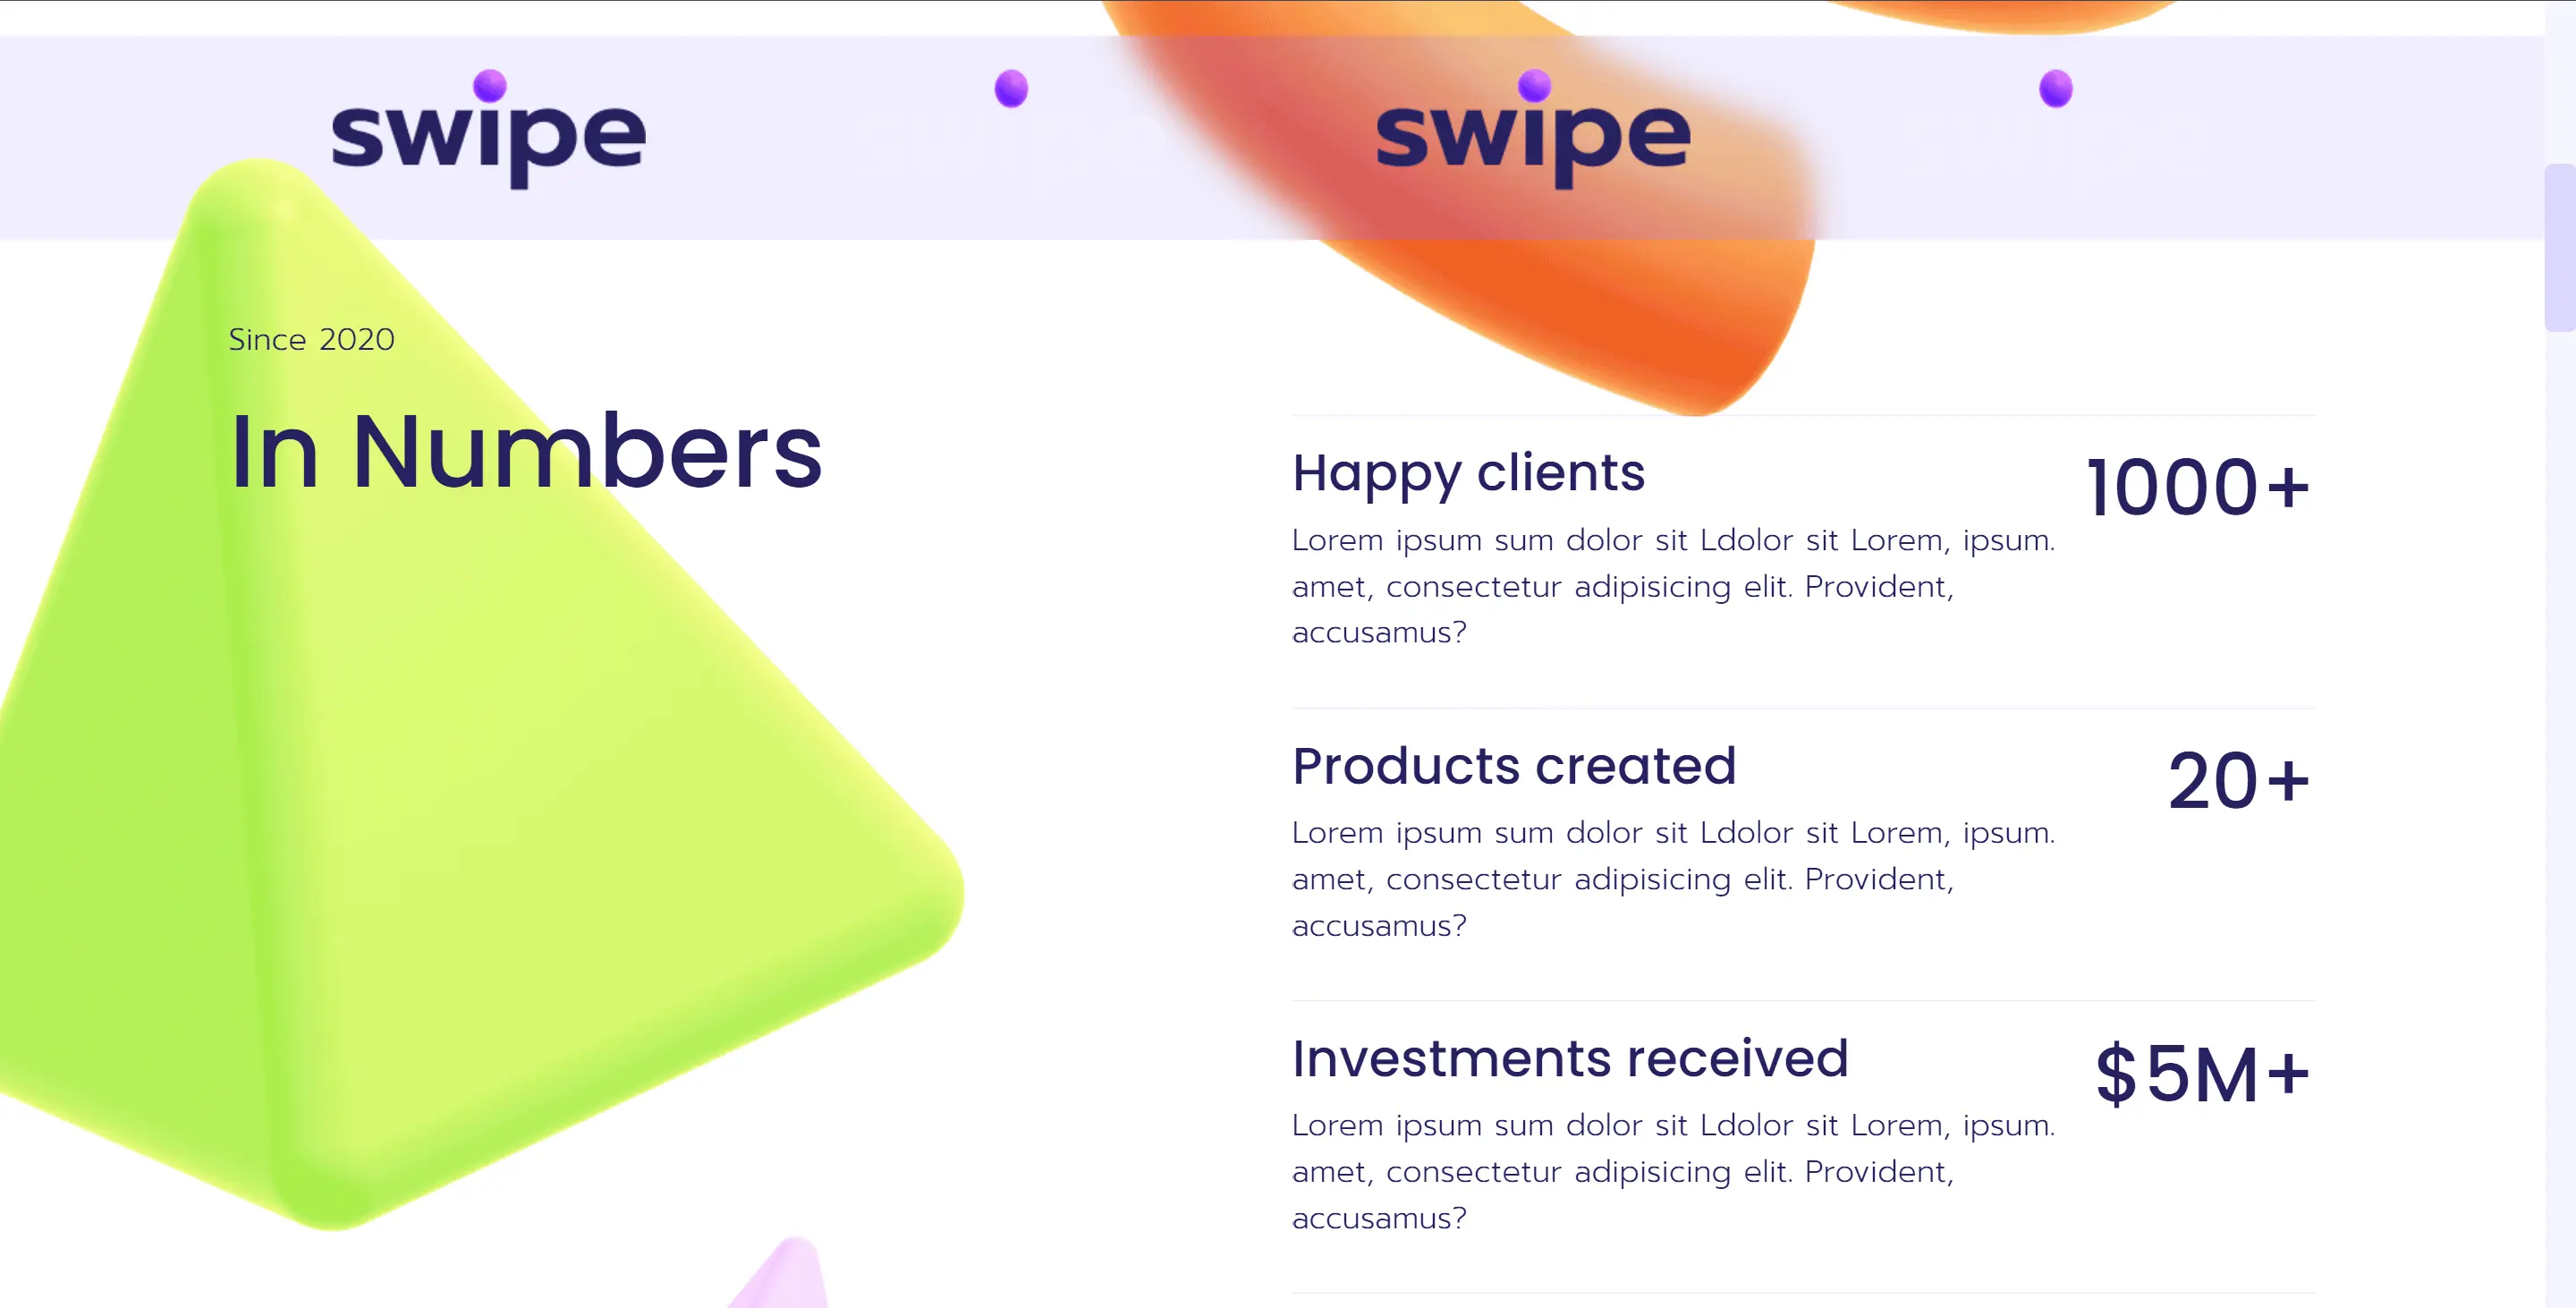 swipe
swipe
swipe
swipe
Since 2020
In Numbers
Happy clients
1000+
Lorem ipsum sum dolor sit Ldolor sit Lorem, ipsum.
amet, consectetur adipisicing elit. Provident,
accusamus?
Products created
20+
Lorem ipsum sum dolor sit Ldolor sit Lorem, ipsum.
amet, consectetur adipisicing elit. Provident,
accusamus?
Investments received
$5M+
Lorem ipsum sum dolor sit Ldolor sit Lorem, ipsum.
amet, consectetur adipisicing elit. Provident,
accusamus?